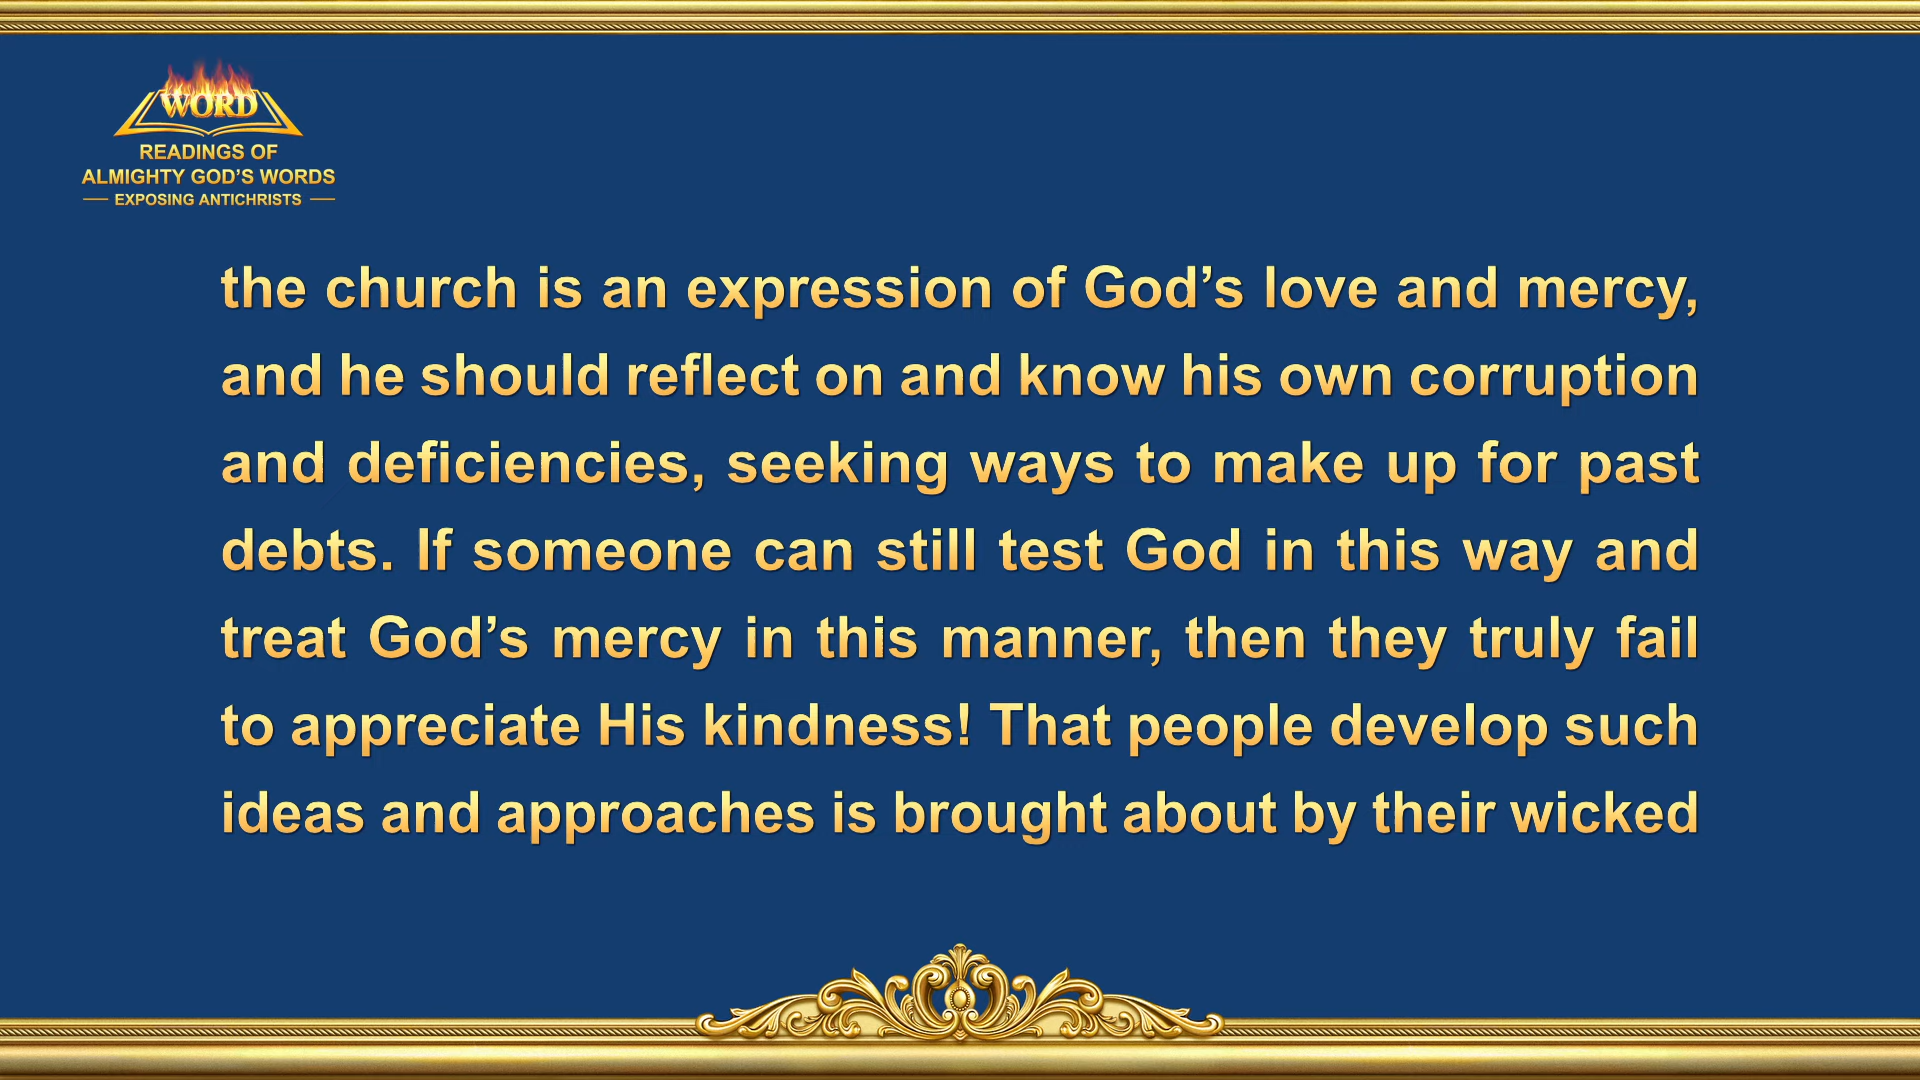 WORD
READINGS OF
ALMIGHTY GOD’S WORDS
EXPOSING ANTICHRISTS
the church is an expression of God’s love and mercy,
and he should reflect on and know his own corruption
and deficiencies, seeking ways to make up for past
debts. If someone can still test God in this way and
treat God’s mercy in this manner, then they truly fail
to appreciate His kindness! That people develop such
ideas and approaches is brought about by their wicked